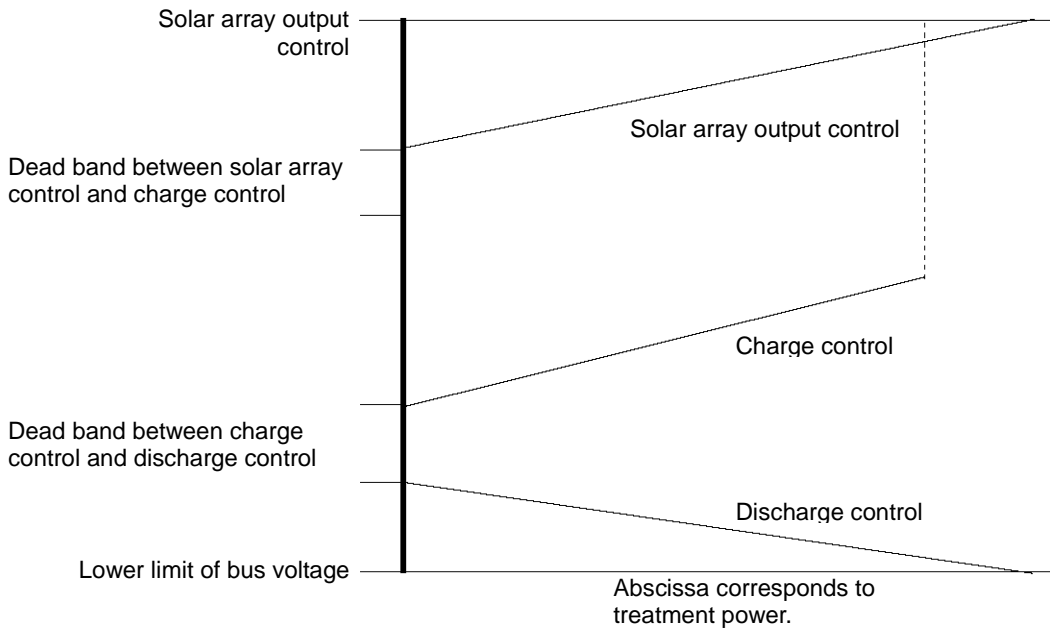 Solar array output
control
Solar array output control
Dead band between solar array
control and charge control
Charge control
Dead band between charge
control and discharge control
Discharge control
Lower limit of bus voltage
Abscissa corresponds to
treatment power.